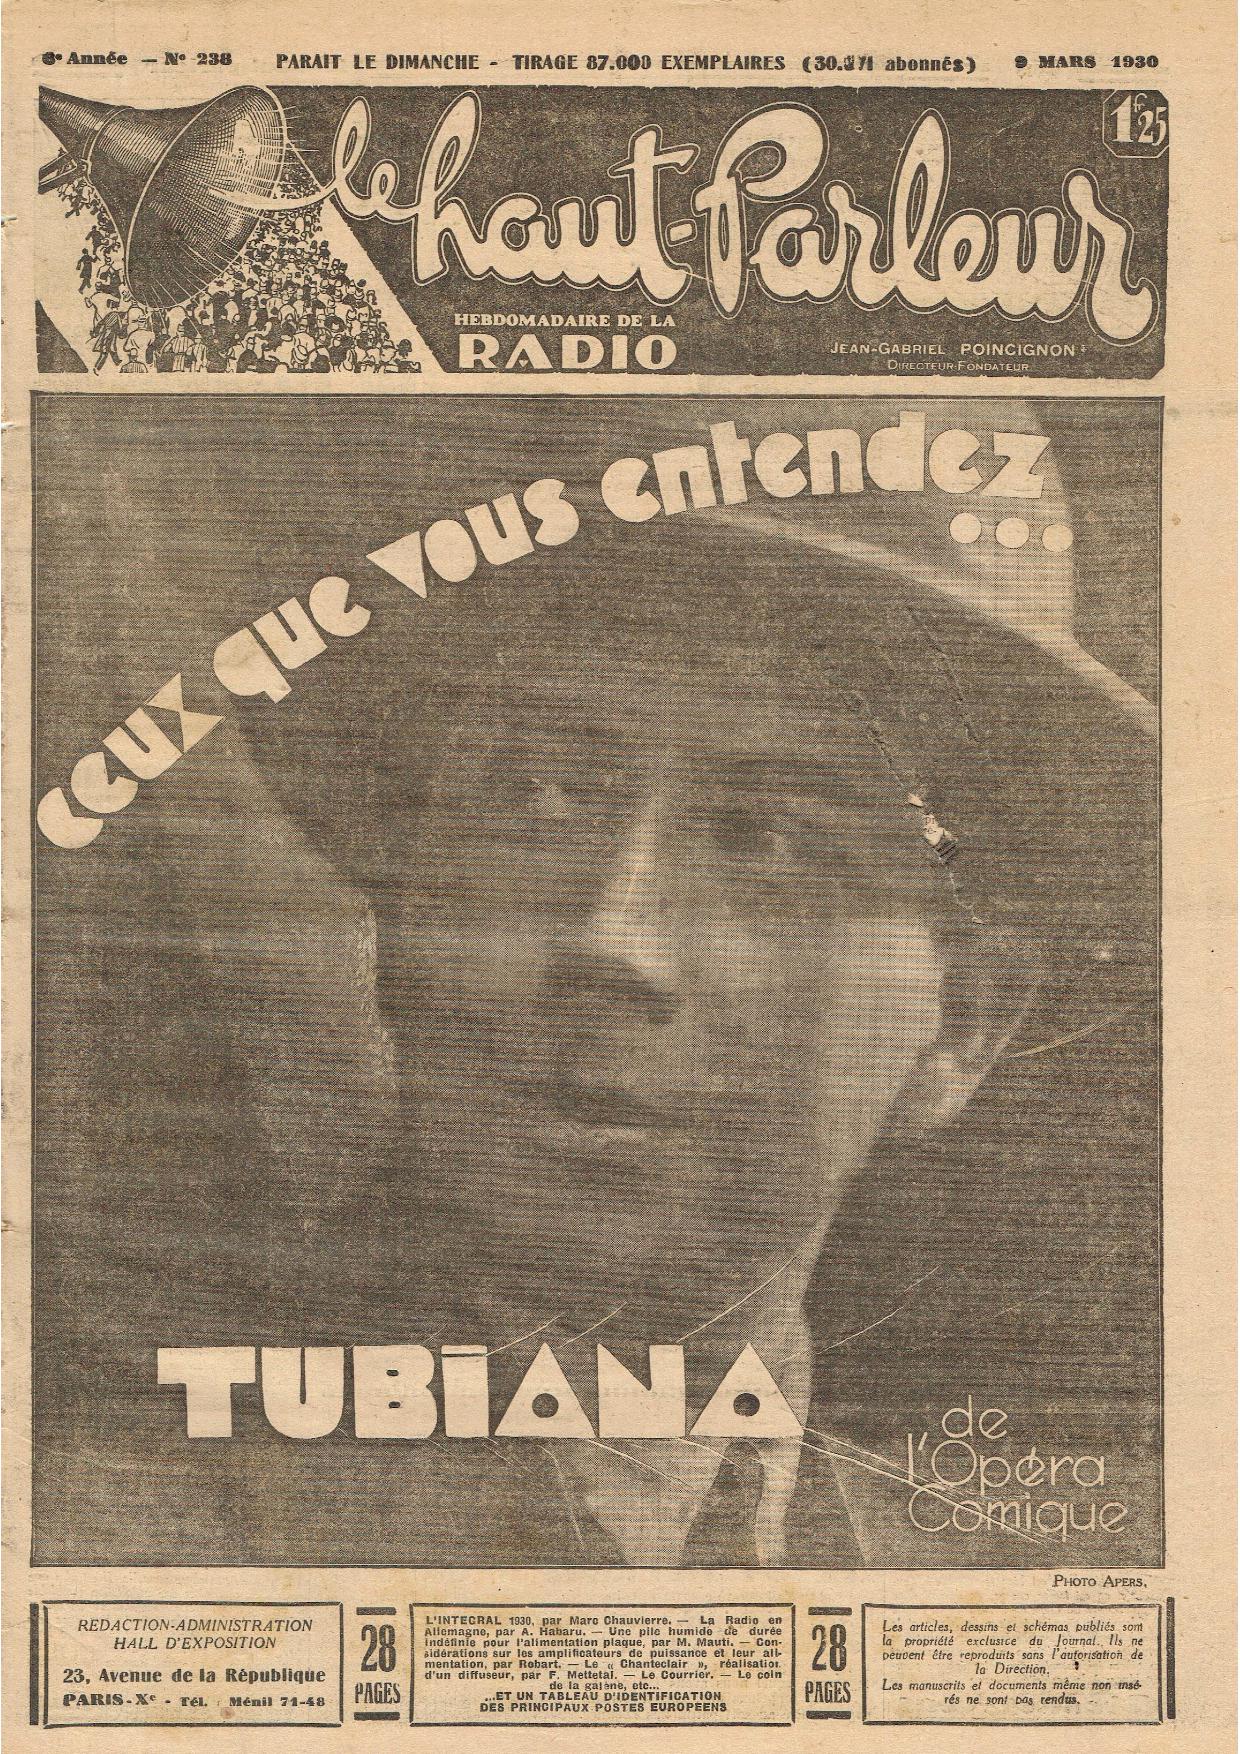 6e Année — No 238 PARAIT LE DIMANCHE - TIRAGE 87.000 EXEMPLAIRES (30.371 abonnés) 9 MARS 1930
1f25
le haut-Parleur
HEBDOMADAIRE DE LA
RADIO
JEAN-GABRIEL POINCIGNON
DIRECTEUR-FONDATEUR
ceux que vous entendez
...
TUBIANA
de
l'Opéra
Comique
PHOTO APERS.
REDACTION-ADMINISTRATION
HALL D'EXPOSITION
23, Avenue de la République
PARIS-Xe - Tél. : Ménil 71-48
28
PAGES
L'INTEGRAL 1930, par Marc Chauvierre. — La Radio en
Allemagne, par A. Habaru. — Une pile humide de durée
indéfinie pour l'alimentation plaque, par M. Mauti. — Con-
sidérations sur les amplificateurs de puissance et leur ali-
mentation, par Robart. — Le « Chanteclair », réalisation
d'un diffuseur, par F. Mettetal. — Le Courrier. — Le coin
de la galène, etc...
...ET UN TABLEAU D'IDENTIFICATION
DES PRINCIPAUX POSTES EUROPEENS
28
PAGES
Les articles, dessins et schémas publiés sont
la propriété exclusice du Journal. Ils ne
peuvent être reproduits sans l'autorisation de
la Direction.
Les manuscrits et documents même non insé-
rés ne sont pas rendus.